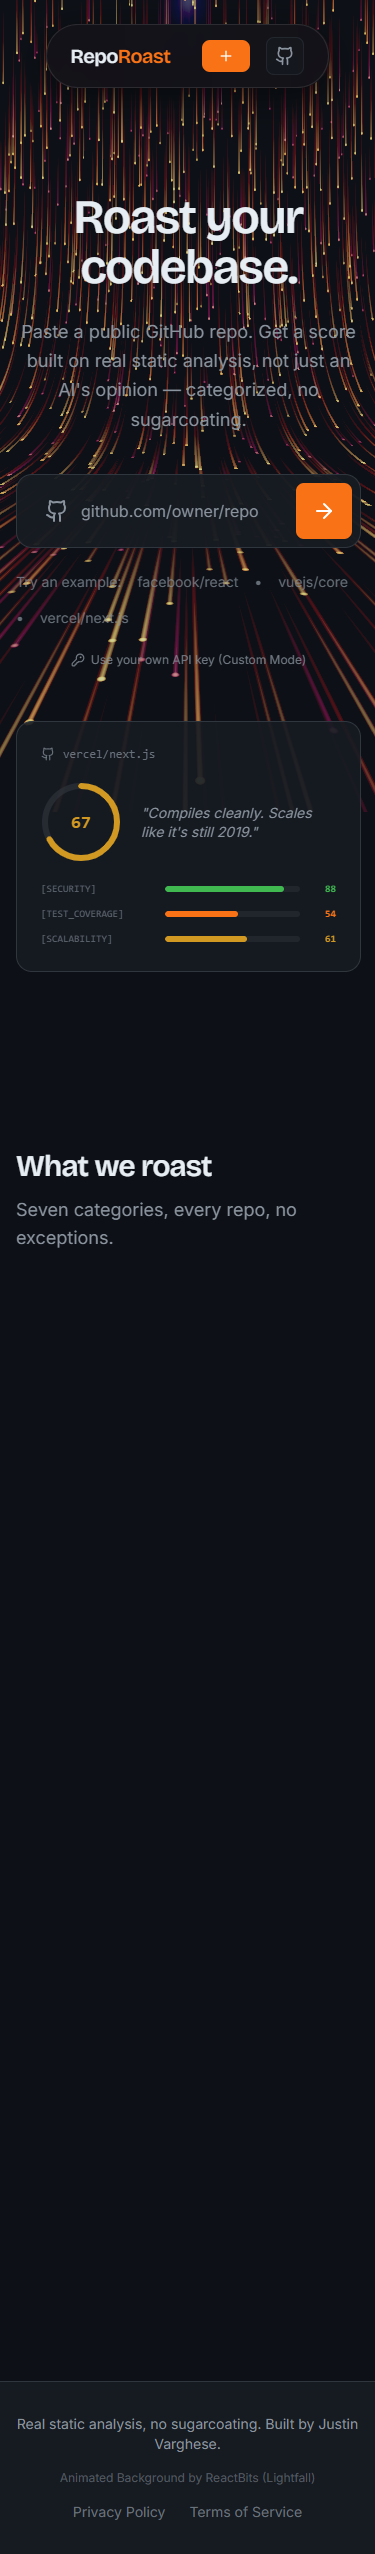 RepoRoast
Roast your
codebase.
Paste a public GitHub repo. Get a score
built on real static analysis, not just an
AI's opinion — categorized, no
sugarcoating.
github.com/owner/repo
Try an example: facebook/react • vuejs/core
• vercel/next.js
Use your own API key (Custom Mode)
vercel/next.js
67
"Compiles cleanly. Scales
like it's still 2019."
[SECURITY] 88
[TEST_COVERAGE] 54
[SCALABILITY] 61
What we roast
Seven categories, every repo, no
exceptions.
Real static analysis, no sugarcoating. Built by Justin
Varghese.
Animated Background by ReactBits (Lightfall)
Privacy Policy Terms of Service